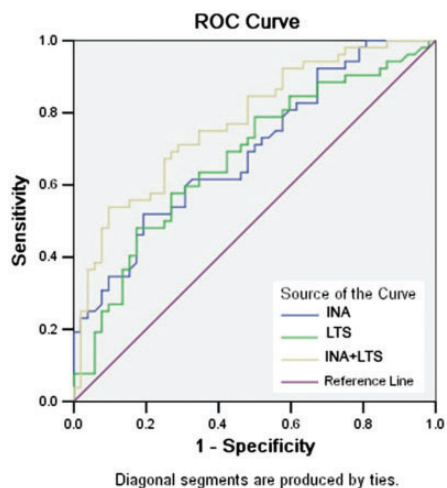 ROC Curve
1.0
0.8
0.6
0.4
0.2
0.0
Sensitivity
Source of the Curve
INA
LTS
INA+LTS
Reference Line
0.0 0.2 0.4 0.6 0.8 1.0
1 - Specificity
Diagonal segments are produced by ties.